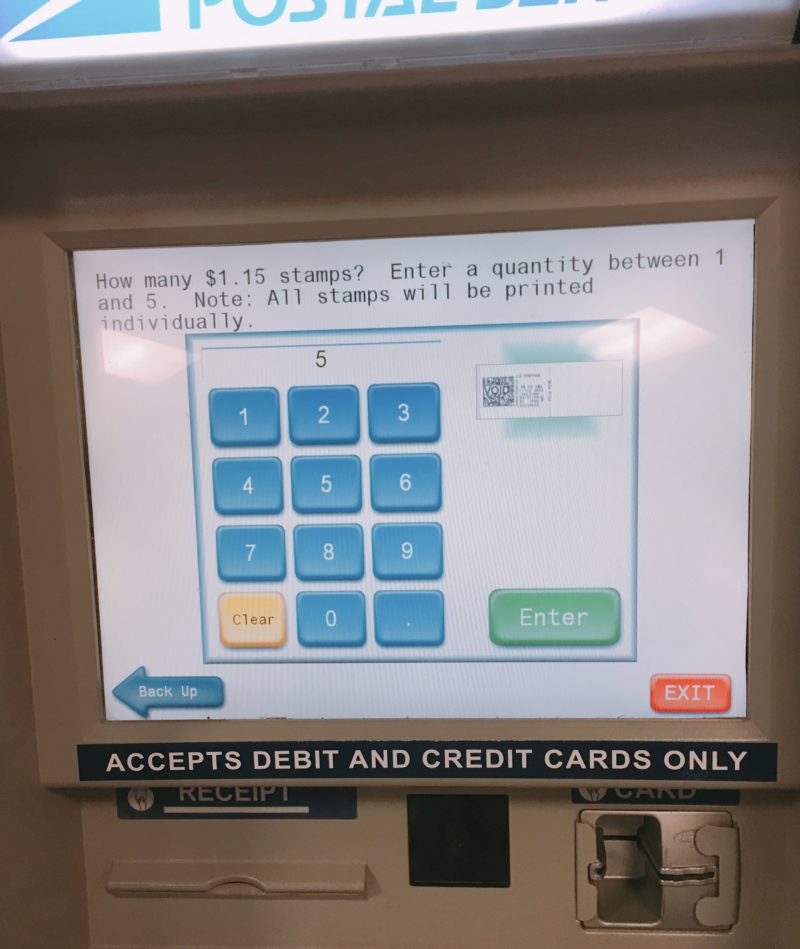 POSTAL SER
How many $1.15 stamps? Enter a quantity between 1
and 5. Note: All stamps will be printed
individually.
5
1 2 3
4 5 6
7 8 9
Clear 0 .
VOID
Enter
Back Up
EXIT
ACCEPTS DEBIT AND CREDIT CARDS ONLY
RECEIPT
CARD